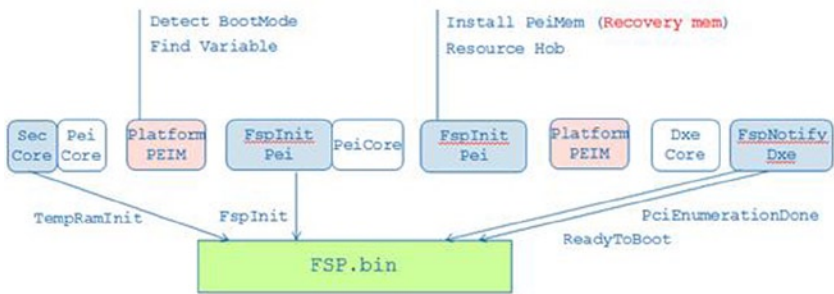 Detect BootMode
Find Variable
Install PeiMem (Recovery mem)
Resource Hob
Sec Core
Pei Core
Platform PEIM
FspInit Pei
PeiCore
FspInit Pei
Platform PEIM
Dxe Core
FspNotify Dxe
TempRamInit
FspInit
PciEnumerationDone
ReadyToBoot
FSP.bin